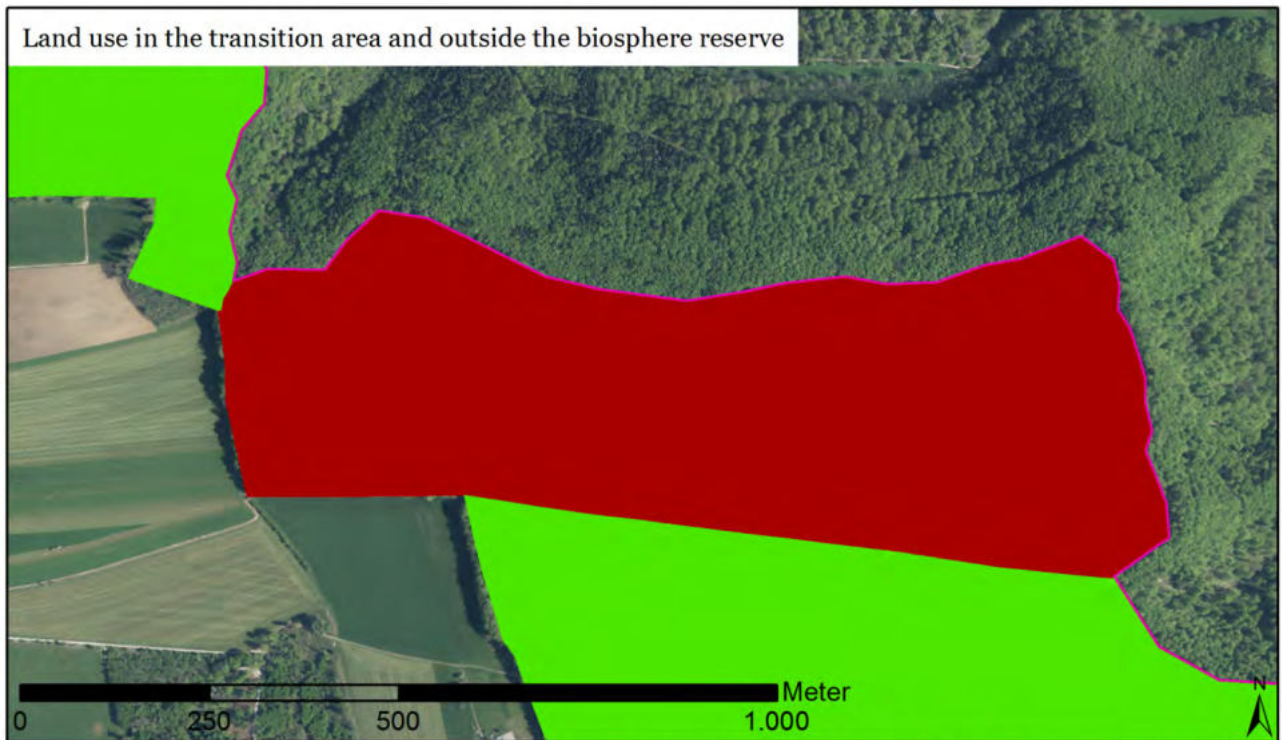 Land use in the transition area and outside the biosphere reserve
Meter
0 250 500 1.000
N